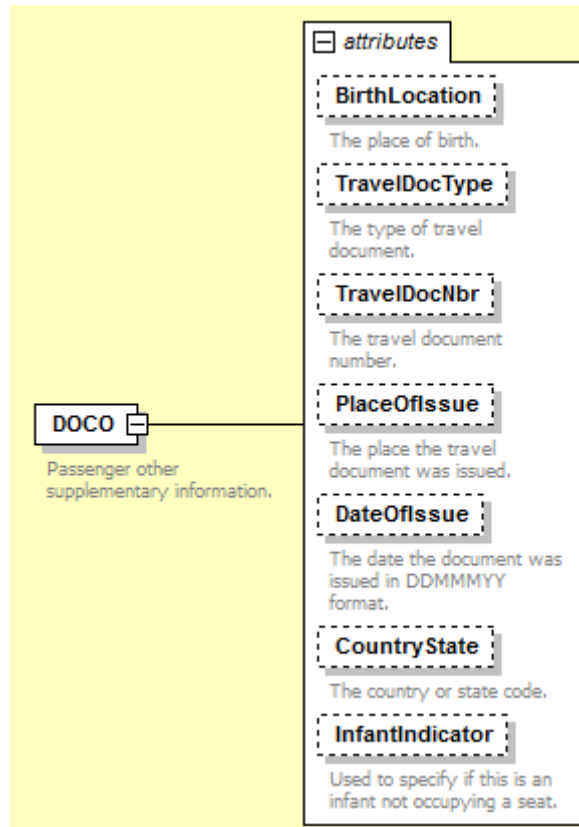 attributes
BirthLocation
The place of birth.
TravelDocType
The type of travel
document.
TravelDocNbr
The travel document
number.
PlaceOfIssue
The place the travel
document was issued.
DOCO
Passenger other
supplementary information.
DateOfIssue
The date the document was
issued in DDMMMYY
format.
CountryState
The country or state code.
InfantIndicator
Used to specify if this is an
infant not occupying a seat.